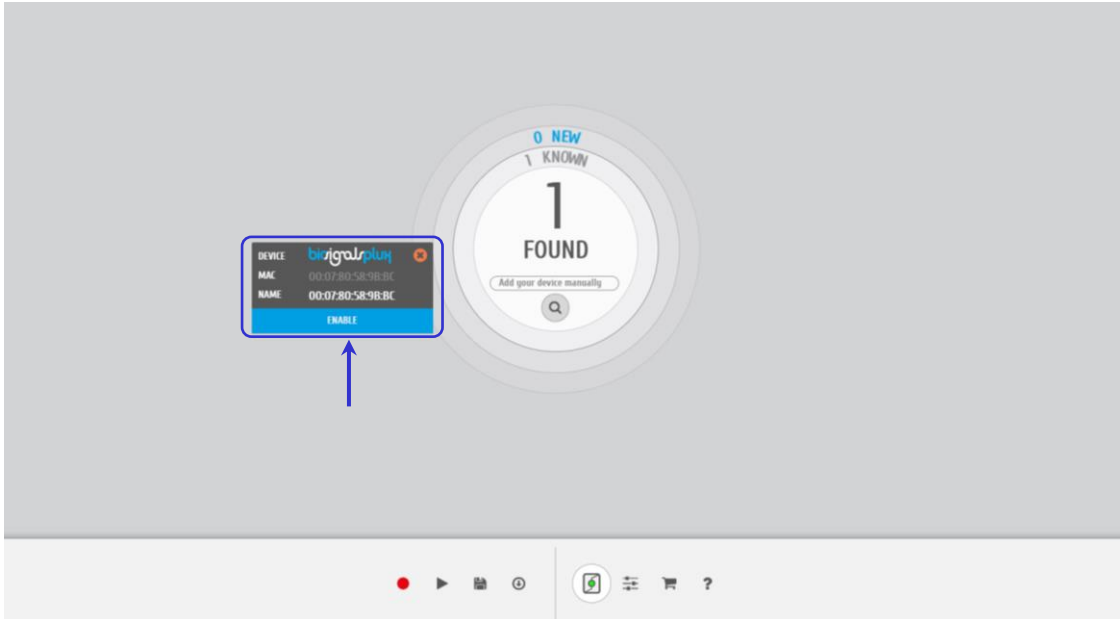 0 NEW
1 KNOWN
1
FOUND
Add your device manually
DEVICE biosignalsplux
MAC 00:07:80:58:9B:BC
NAME 00:07:80:58:9B:BC
ENABLE
?